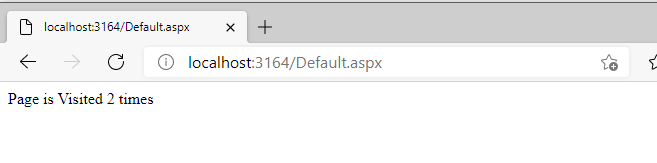 localhost:3164/Default.aspx
localhost:3164/Default.aspx
Page is Visited 2 times